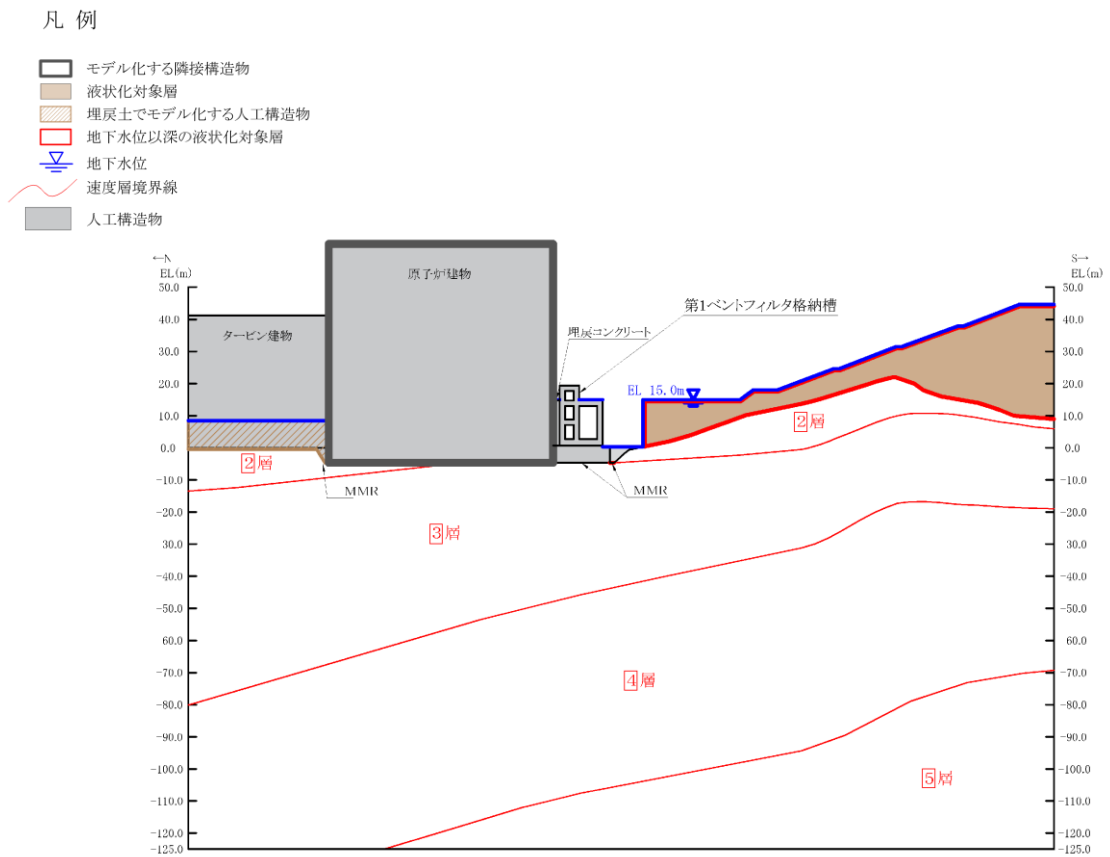 凡 例
モデル化する隣接構造物
液状化対象層
埋戻土でモデル化する人工構造物
地下水位以深の液状化対象層
地下水位
速度層境界線
人工構造物
←N
EL(m)
S→
EL(m)
原子炉建物
タービン建物
第1ベントフィルタ格納槽
埋戻コンクリート
EL 15.0m
2層
2層
MMR
MMR
3層
4層
5層
50.0
40.0
30.0
20.0
10.0
0.0
-10.0
-20.0
30.0
-40.0
-50.0
60.0
-70.0
-80.0
-90.0
-100.0
-110.0
-120.0
-125.0
50.0
40.0
30.0
20.0
10.0
0.0
-10.0
-20.0
30.0
-40.0
-50.0
60.0
-70.0
-80.0
-90.0
-100.0
-110.0
-120.0
-125.0